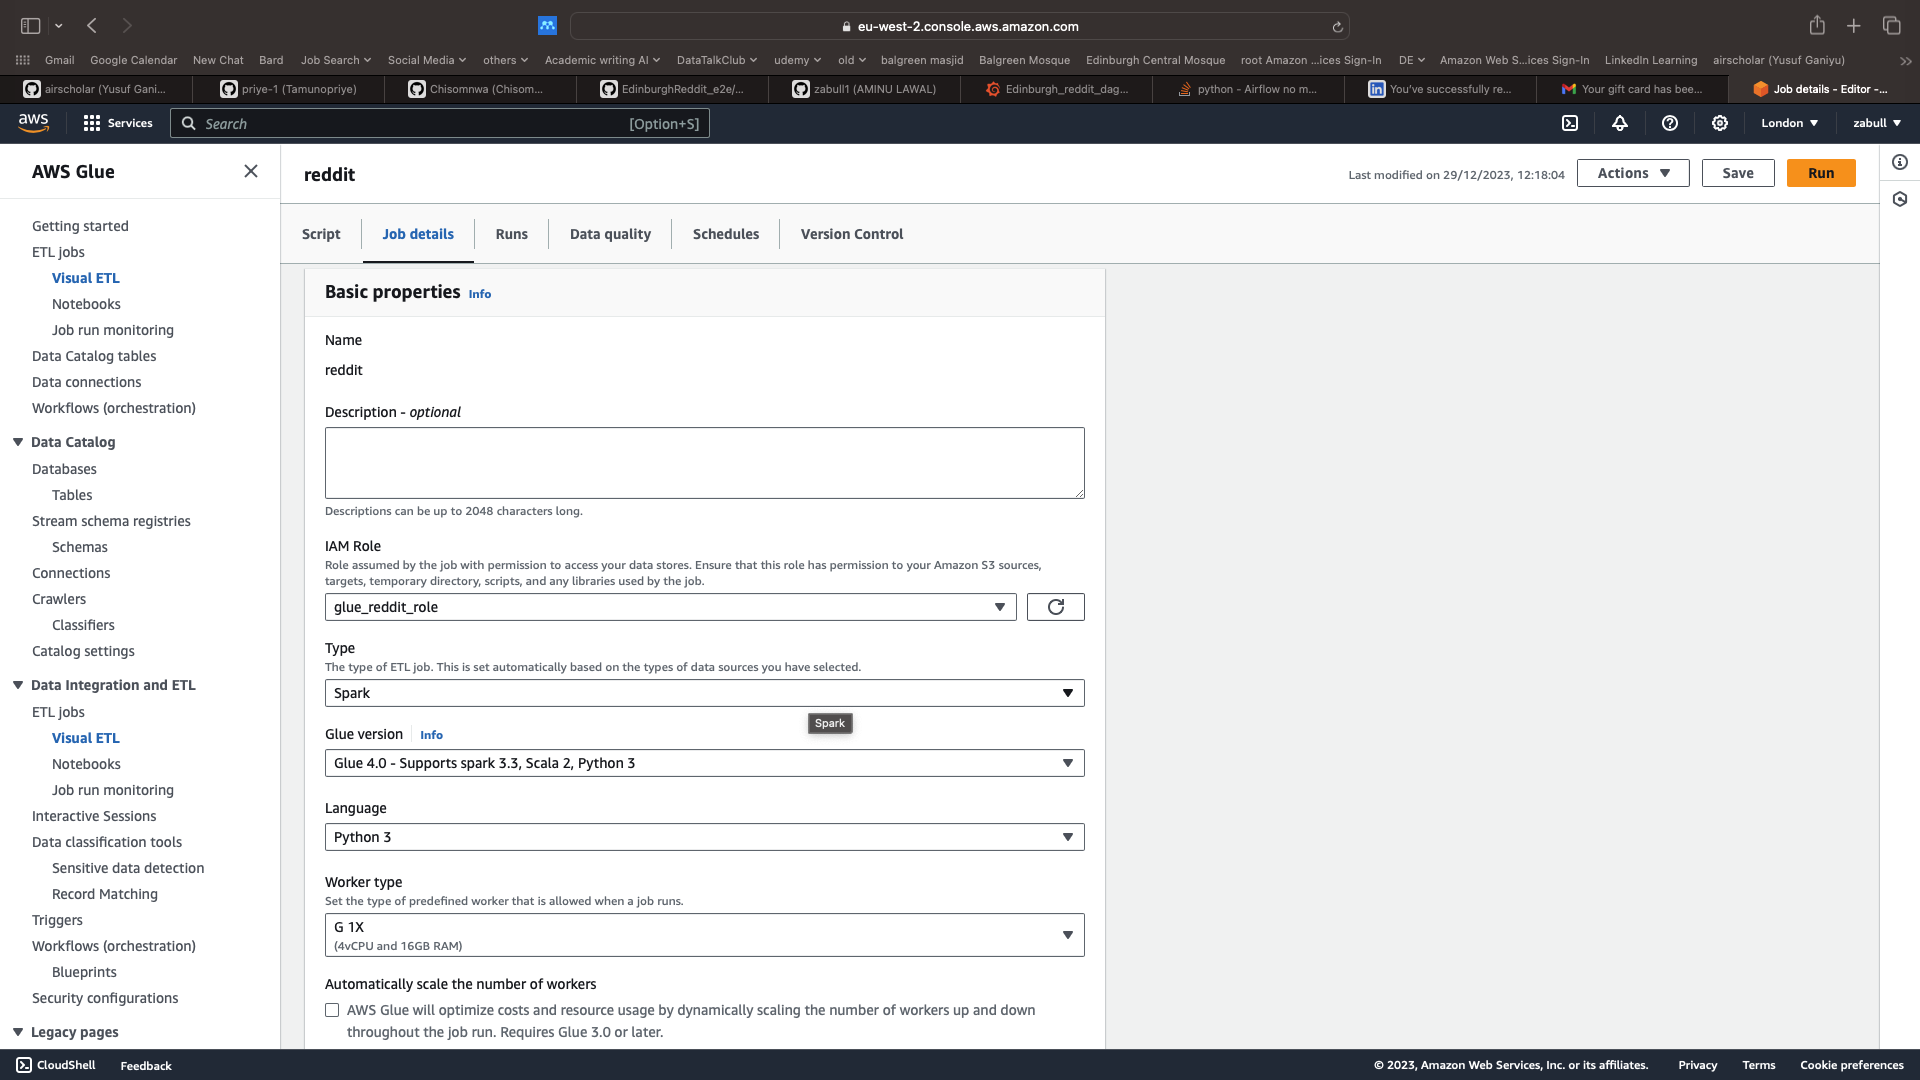 eu-west-2.console.aws.amazon.com
Gmail Google Calendar New Chat Bard Job Search Social Media others Academic writing AI DataTalkClub udemy old balgreen masjid Balgreen Mosque Edinburgh Central Mosque root Amazon ...ices Sign-In DE Amazon Web S...ices Sign-In LinkedIn Learning airscholar (Yusuf Ganiyu)
airscholar (Yusuf Gani... priye-1 (Tamunopriye) Chisomnwa (Chisom... EdinburghReddit_e2e/... zabull1 (AMINU LAWAL) Edinburgh_reddit_dag... python - Airflow no m... You've successfully re... Your gift card has bee... Job details - Editor -...
aws Services Search [Option+S] London zabull
AWS Glue
Getting started
ETL jobs
Visual ETL
Notebooks
Job run monitoring
Data Catalog tables
Data connections
Workflows (orchestration)
Data Catalog
Databases
Tables
Stream schema registries
Schemas
Connections
Crawlers
Classifiers
Catalog settings
Data Integration and ETL
ETL jobs
Visual ETL
Notebooks
Job run monitoring
Interactive Sessions
Data classification tools
Sensitive data detection
Record Matching
Triggers
Workflows (orchestration)
Blueprints
Security configurations
Legacy pages
reddit
Last modified on 29/12/2023, 12:18:04 Actions Save Run
Script Job details Runs Data quality Schedules Version Control
Basic properties Info
Name
reddit
Description - optional
Descriptions can be up to 2048 characters long.
IAM Role
Role assumed by the job with permission to access your data stores. Ensure that this role has permission to your Amazon S3 sources,
targets, temporary directory, scripts, and any libraries used by the job.
glue_reddit_role
Type
The type of ETL job. This is set automatically based on the types of data sources you have selected.
Spark
Spark
Glue version Info
Glue 4.0 - Supports spark 3.3, Scala 2, Python 3
Language
Python 3
Worker type
Set the type of predefined worker that is allowed when a job runs.
G 1X
(4vCPU and 16GB RAM)
Automatically scale the number of workers
AWS Glue will optimize costs and resource usage by dynamically scaling the number of workers up and down
throughout the job run. Requires Glue 3.0 or later.
CloudShell Feedback © 2023, Amazon Web Services, Inc. or its affiliates. Privacy Terms Cookie preferences